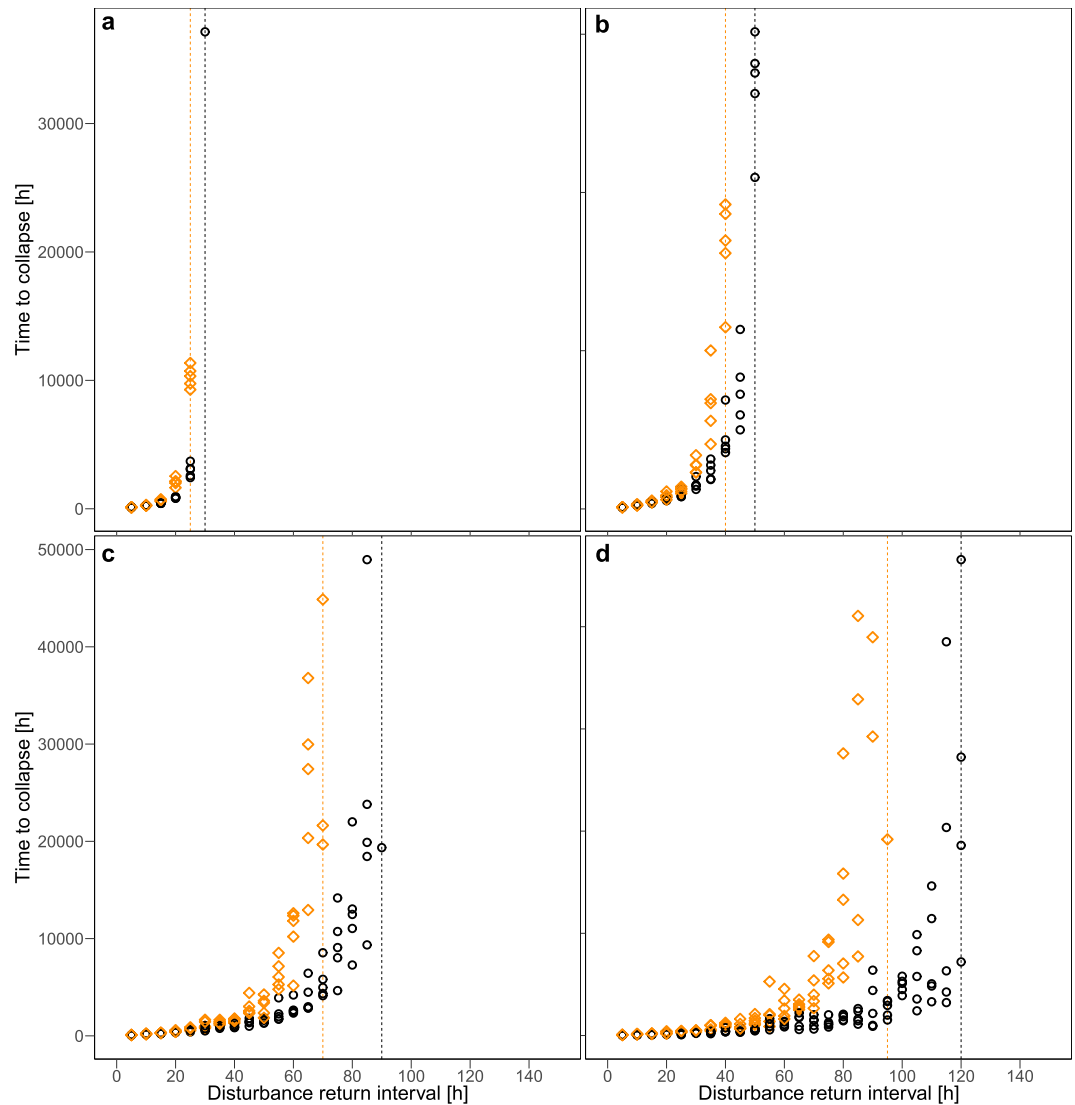 a
b
30000
20000
10000
0
Time to collapse [h]
c
d
50000
40000
30000
20000
10000
0
Time to collapse [h]
0 20 40 60 80 100 120 140
0 20 40 60 80 100 120 140
Disturbance return interval [h]
Disturbance return interval [h]